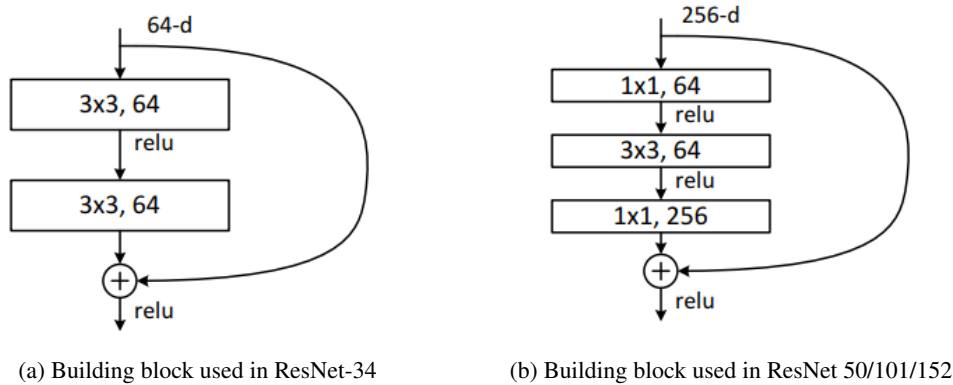 64-d
3x3, 64
relu
3x3, 64
+
relu
(a) Building block used in ResNet-34
256-d
1x1, 64
relu
3x3, 64
relu
1x1, 256
+
relu
(b) Building block used in ResNet 50/101/152